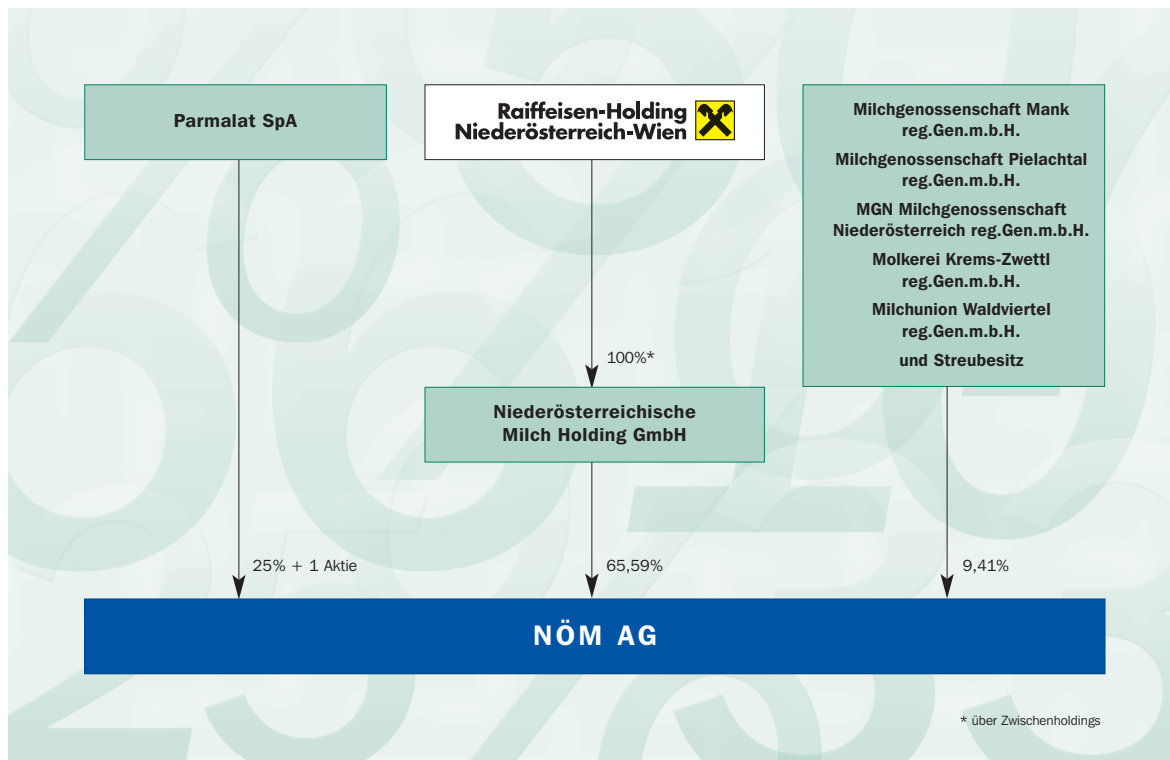 Parmalat SpA
Raiffeisen-Holding
Niederösterreich-Wien
Milchgenossenschaft Mank
reg.Gen.m.b.H.
Milchgenossenschaft Pielachtal
reg.Gen.m.b.H.
MGN Milchgenossenschaft
Niederösterreich reg.Gen.m.b.H.
Molkerei Krems-Zwettl
reg.Gen.m.b.H.
Milchunion Waldviertel
reg.Gen.m.b.H.
und Streubesitz
100%*
Niederösterreichische
Milch Holding GmbH
25% + 1 Aktie
65,59%
9,41%
NÖM AG
* über Zwischenholdings